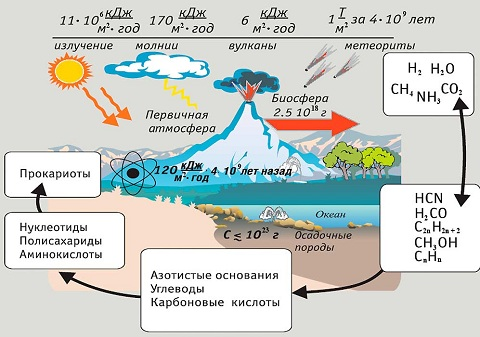 11·10⁶ кДж/м²·год 170 кДж/м²·год 6 кДж/м²·год 1 Т/м² за 4·10⁹ лет
излучение молнии вулканы метеориты
Первичная
атмосфера
Биосфера
2.5 10¹⁸ г
H₂ H₂O
CH₄ NH₃ CO₂
120 кДж/м²·год 4·10⁹ лет назад
Прокариоты
HCN
H₂CO
C₂ₙH₂ₙ₊₂
CH₃OH
CₙHₙ
Нуклеотиды
Полисахариды
Аминокислоты
Океан
C ≲ 10²³ г
Осадочные
породы
Азотистые основания
Углеводы
Карбоновые кислоты